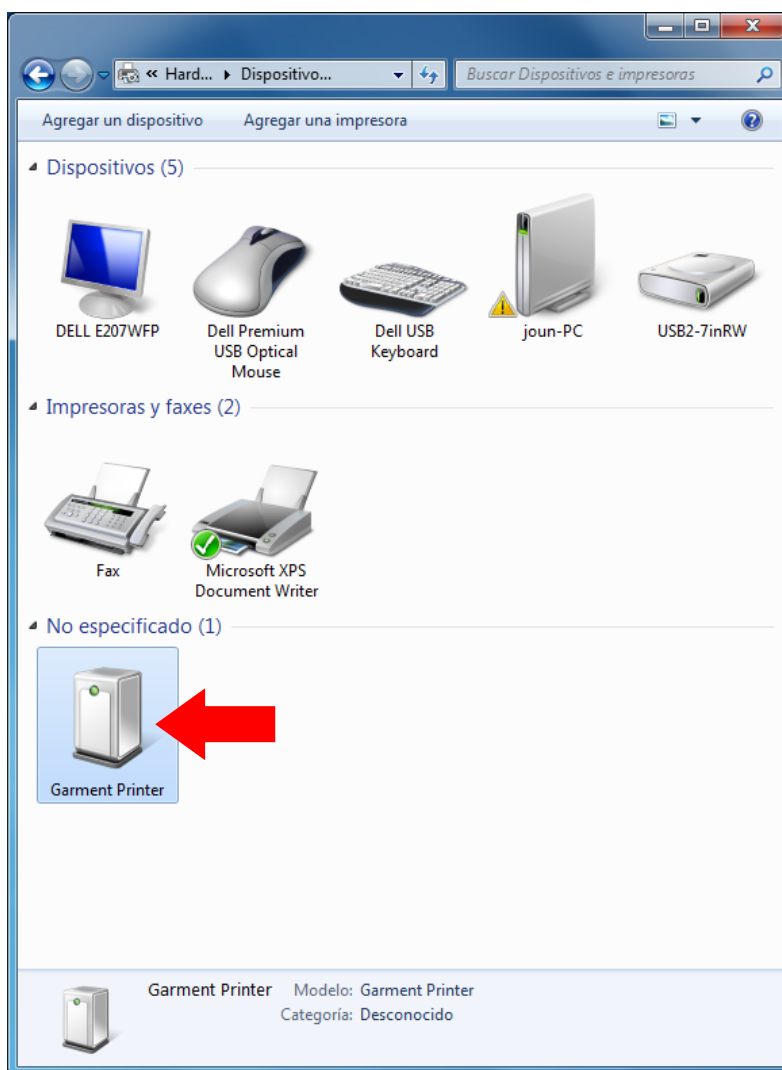 « Hard... Dispositivo... Buscar Dispositivos e impresoras
Agregar un dispositivo Agregar una impresora
Dispositivos (5)
DELL E207WFP
Dell Premium
USB Optical
Mouse
Dell USB
Keyboard
joun-PC
USB2-7inRW
Impresoras y faxes (2)
Fax
Microsoft XPS
Document Writer
No especificado (1)
Garment Printer
Garment Printer Modelo: Garment Printer
Categoría: Desconocido